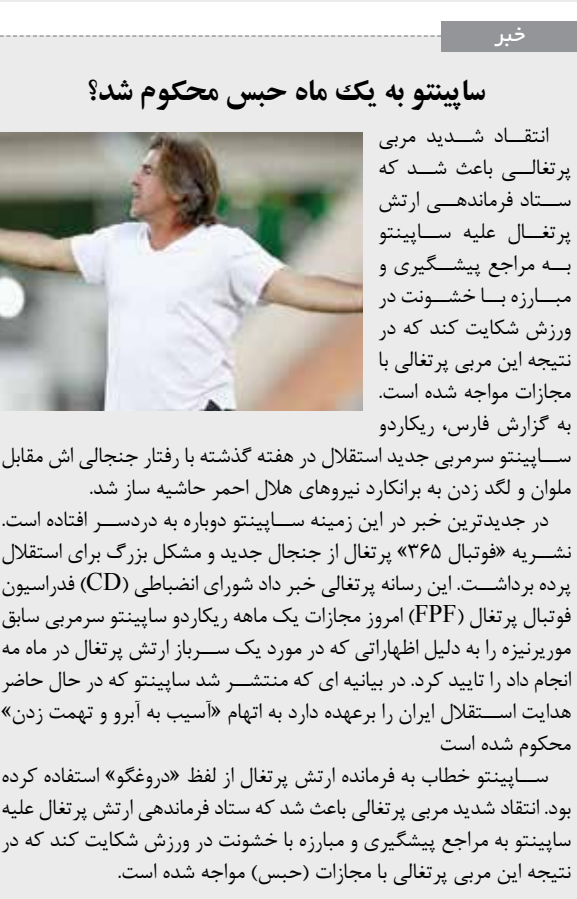 خبر
ساپینتو به یك ماه حبس محکوم شد؟
انتقاد شدید مربی
پرتغالی باعث شد که
ستاد فرماندهی ارتش
پرتغال علیه ساپینتو
به مراجع پیشگیری و
مبارزه با خشونت در
ورزش شکایت کند که در
نتیجه این مربی پرتغالی با
مجازات مواجه شده است.
به گزارش فارس، ریکاردو
ساپینتو سرمربی جدید استقلال در هفته گذشته با رفتار جنجالی اش مقابل
ملوان و لگد زدن به برانکارد نیروهای هلال احمر حاشیه ساز شد.
در جدیدترین خبر در این زمینه ساپینتو دوباره به دردسر افتاده است.
نشریه «فوتبال ۳۶۵» پرتغال از جنجال جدید و مشکل بزرگ برای استقلال
پرده برداشت. این رسانه پرتغالی خبر داد شورای انضباطی (CD) فدراسیون
فوتبال پرتغال (FPF) امروز مجازات یک ماهه ریکاردو ساپینتو سرمربی سابق
موریرنیزه را به دلیل اظهاراتی که در مورد یک سرباز ارتش پرتغال در ماه مه
انجام داد را تایید کرد. در بیانیه ای که منتشر شد ساپینتو که در حال حاضر
هدایت استقلال ایران را برعهده دارد به اتهام «آسیب به آبرو و تهمت زدن»
محکوم شده است
ساپینتو خطاب به فرمانده ارتش پرتغال از لفظ «دروغگو» استفاده کرده
بود. انتقاد شدید مربی پرتغالی باعث شد که ستاد فرماندهی ارتش پرتغال علیه
ساپینتو به مراجع پیشگیری و مبارزه با خشونت در ورزش شکایت کند که در
نتیجه این مربی پرتغالی با مجازات (حبس) مواجه شده است.